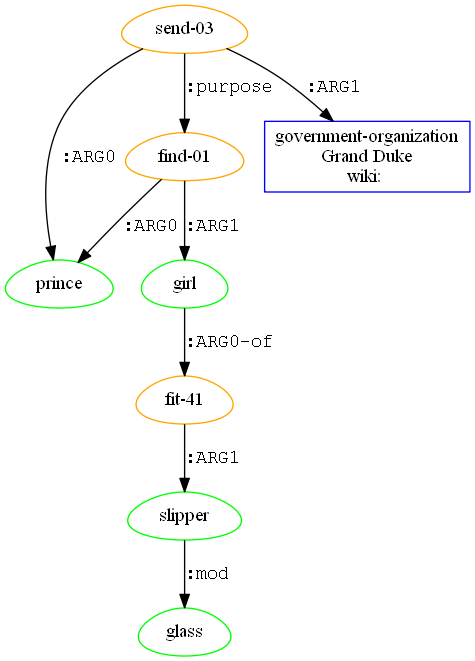 send-03
:purpose
:ARG1
government-organization
Grand Duke
wiki:
:ARG0
find-01
:ARG0
:ARG1
prince
girl
:ARG0-of
fit-41
:ARG1
slipper
:mod
glass